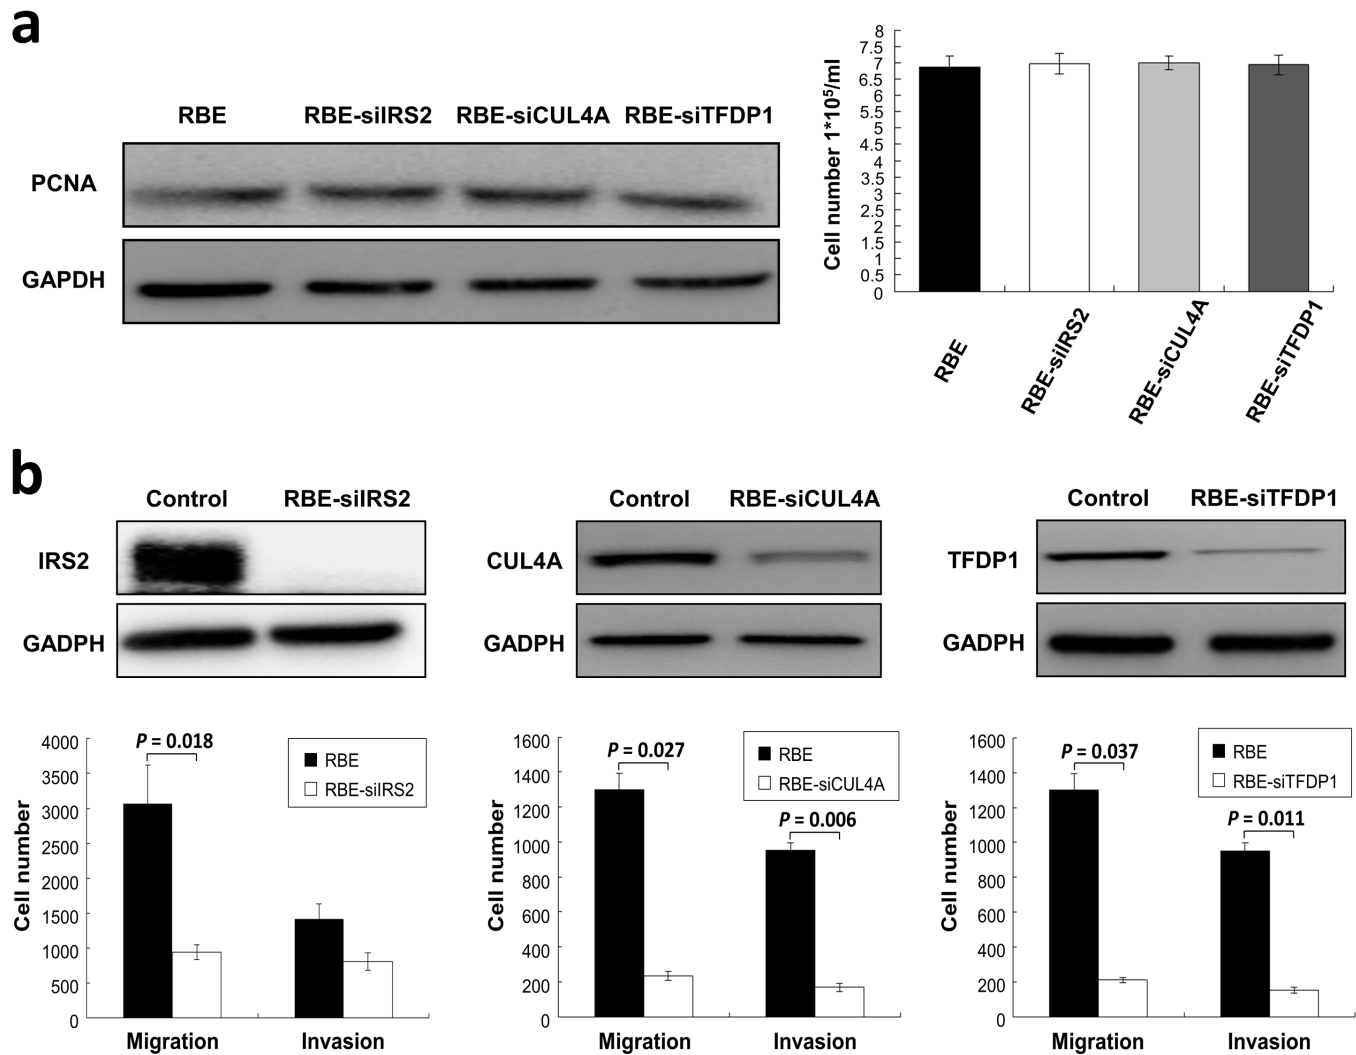 a
RBE RBE-siIRS2 RBE-siCUL4A RBE-siTFDP1
PCNA
GAPDH
Cell number 1*10⁵/ml
8
7.5
7
6.5
6
5.5
5
4.5
4
3.5
3
2.5
2
1.5
1
0.5
0
RBE
RBE-siIRS2
RBE-siCUL4A
RBE-siTFDP1
b
Control RBE-siIRS2
IRS2
GADPH
Control RBE-siCUL4A
CUL4A
GADPH
Control RBE-siTFDP1
TFDP1
GADPH
Cell number
4000
3500
3000
2500
2000
1500
1000
500
0
P = 0.018
RBE
RBE-siIRS2
Migration Invasion
Cell number
1600
1400
1200
1000
800
600
400
200
0
P = 0.027
P = 0.006
RBE
RBE-siCUL4A
Migration Invasion
Cell number
1600
1400
1200
1000
800
600
400
200
0
P = 0.037
P = 0.011
RBE
RBE-siTFDP1
Migration Invasion